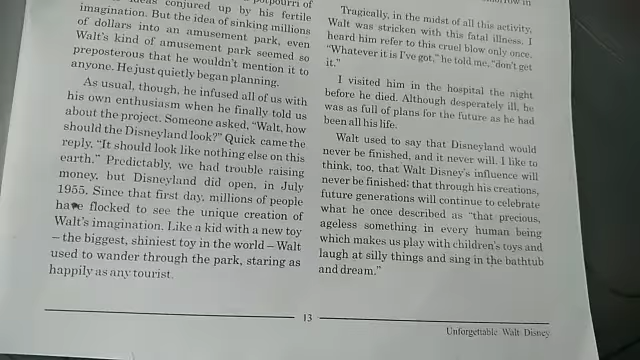 ideas conjured up by his fertile
imagination. But the idea of sinking millions
of dollars into an amusement park, even
Walt's kind of amusement park seemed so
preposterous that he wouldn't mention it to
anyone. He just quietly began planning.
As usual, though, he infused all of us with
his own enthusiasm when he finally told us
about the project. Someone asked, "Walt, how
should the Disneyland look?" Quick came the
reply, "It should look like nothing else on this
earth." Predictably, we had trouble raising
money, but Disneyland did open, in July
1955. Since that first day, millions of people
have flocked to see the unique creation of
Walt's imagination. Like a kid with a new toy
– the biggest, shiniest toy in the world – Walt
used to wander through the park, staring as
happily as any tourist.
Tragically, in the midst of all this activity,
Walt was stricken with this fatal illness. I
heard him refer to this cruel blow only once.
"Whatever it is I've got," he told me, "don't get
it."
I visited him in the hospital the night
before he died. Although desperately ill, he
was as full of plans for the future as he had
been all his life.
Walt used to say that Disneyland would
never be finished, and it never will. I like to
think, too, that Walt Disney's influence will
never be finished; that through his creations,
future generations will continue to celebrate
what he once described as "that precious,
ageless something in every human being
which makes us play with children's toys and
laugh at silly things and sing in the bathtub
and dream."
13
Unforgettable Walt Disney